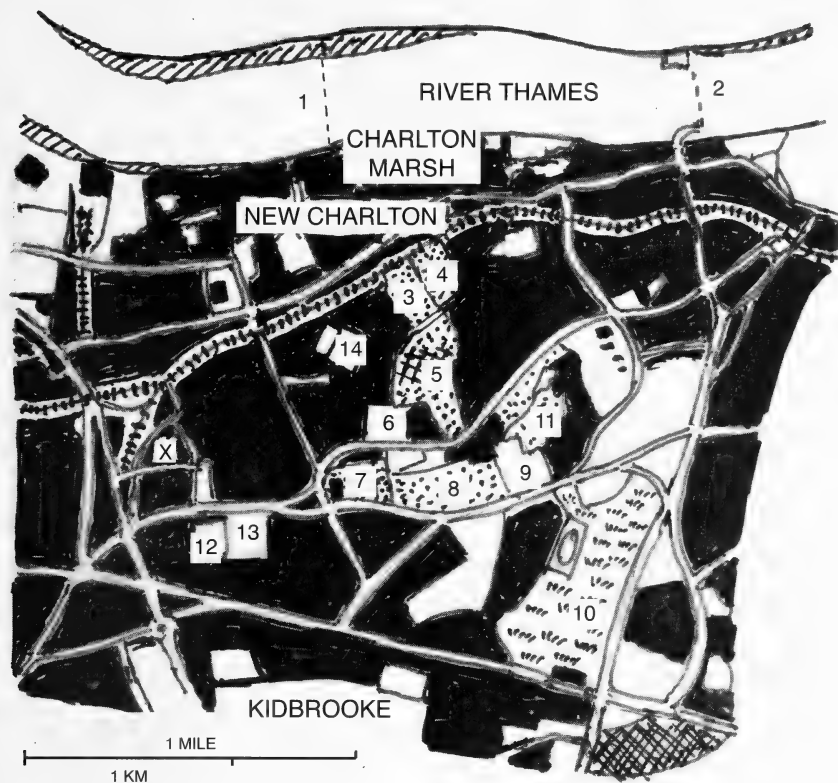 1
RIVER THAMES
2
CHARLTON
MARSH
NEW CHARLTON
4
3
14
5
6
11
X
7
8
9
12
13
10
KIDBROOKE
1 MILE
1 KM